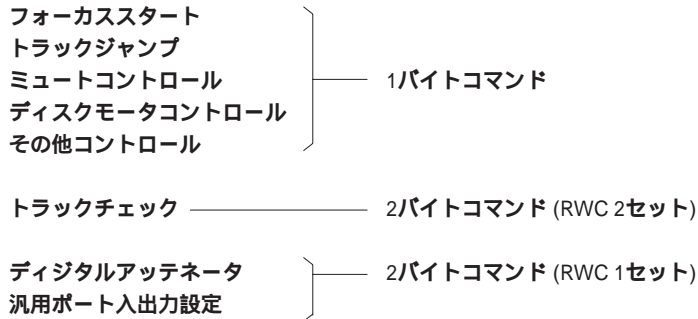 フォーカススタート
トラックジャンプ
ミュートコントロール 1バイトコマンド
ディスクモータコントロール
その他コントロール
トラックチェック 2バイトコマンド (RWC 2セット)
ディジタルアッテネータ 2バイトコマンド (RWC 1セット)
汎用ポート入出力設定